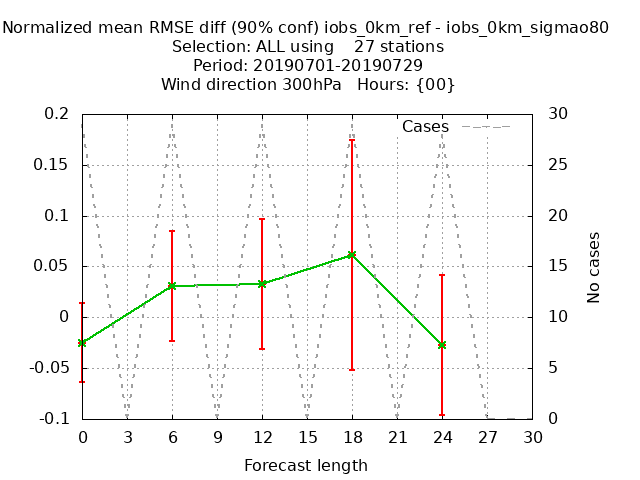 Normalized mean RMSE diff (90% conf) iobs_0km_ref - iobs_0km_sigmao80
Selection: ALL using    27 stations
Period: 20190701-20190729
Wind direction 300hPa   Hours: {00}
Cases
0.2
0.15
0.1
0.05
0
-0.05
-0.1
30
25
20
15
10
5
0
No cases
0 3 6 9 12 15 18 21 24 27 30
Forecast length